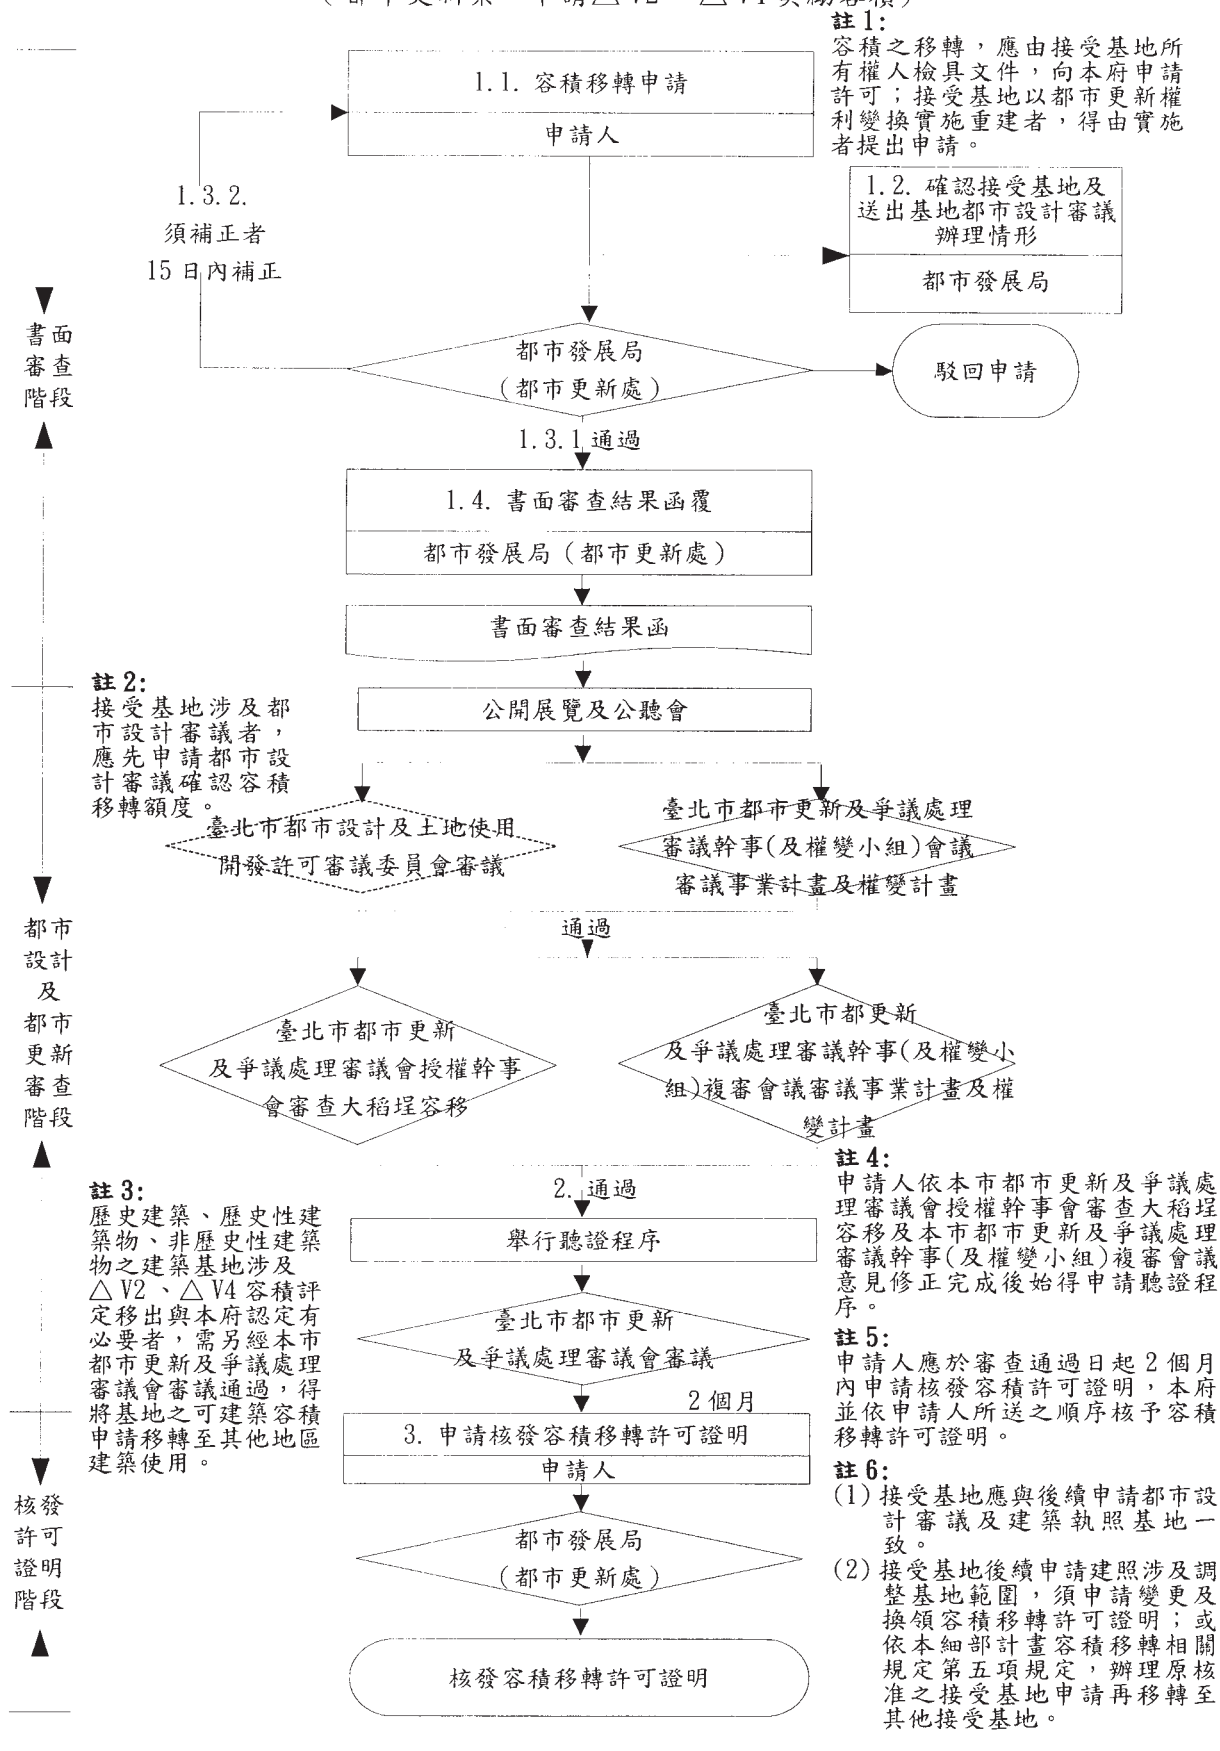 (都市更新案，申請△V2、△V4獎勵容積)
註1:
容積之移轉，應由接受基地所
有權人檢具文件，向本府申請
許可；接受基地以都市更新權
利變換實施重建者，得由實施
者提出申請。
1.1. 容積移轉申請
申請人
1.2. 確認接受基地及
送出基地都市設計審議
辦理情形
都市發展局
1.3.2.
須補正者
15日內補正
書面
審查
階段
都市發展局
(都市更新處)
駁回申請
1.3.1 通過
1.4. 書面審查結果函覆
都市發展局(都市更新處)
書面審查結果函
公開展覽及公聽會
註2:
接受基地涉及都
市設計審議者，
應先申請都市設
計審議確認容積
移轉額度。
臺北市都市設計及土地使用
開發許可審議委員會審議
臺北市都市更新及爭議處理
審議幹事(及權變小組)會議
審議事業計畫及權變計畫
通過
都市
設計
及
都市
更新
審查
階段
臺北市都市更新
及爭議處理審議會授權幹事
會審查大稻埕容移
臺北市都更新
及爭議處理審議幹事(及權變小
組)複審會議審議事業計畫及權
變計畫
2. 通過
舉行聽證程序
註3:
歷史建築、歷史性建
築物、非歷史性建築
物之建築基地涉及
△V2、△V4容積評
定移出與本府認定有
必要者，需另經本市
都市更新及爭議處理
審議會審議通過，得
將基地之可建築容積
申請移轉至其他地區
建築使用。
註4:
申請人依本市都市更新及爭議處
理審議會授權幹事會審查大稻埕
容移及本市都市更新及爭議處理
審議幹事(及權變小組)複審會議
意見修正完成後始得申請聽證程
序。
臺北市都市更新
及爭議處理審議會審議
2個月
3. 申請核發容積移轉許可證明
申請人
註5:
申請人應於審查通過日起2個月
內申請核發容積許可證明，本府
並依申請人所送之順序核予容積
移轉許可證明。
核發
許可
證明
階段
都市發展局
(都市更新處)
核發容積移轉許可證明
註6:
(1)接受基地應與後續申請都市設
計審議及建築執照基地一
致。
(2)接受基地後續申請建照涉及調
整基地範圍，須申請變更及
換領容積移轉許可證明；或
依本細部計畫容積移轉相關
規定第五項規定，辦理原核
准之接受基地申請再移轉至
其他接受基地。